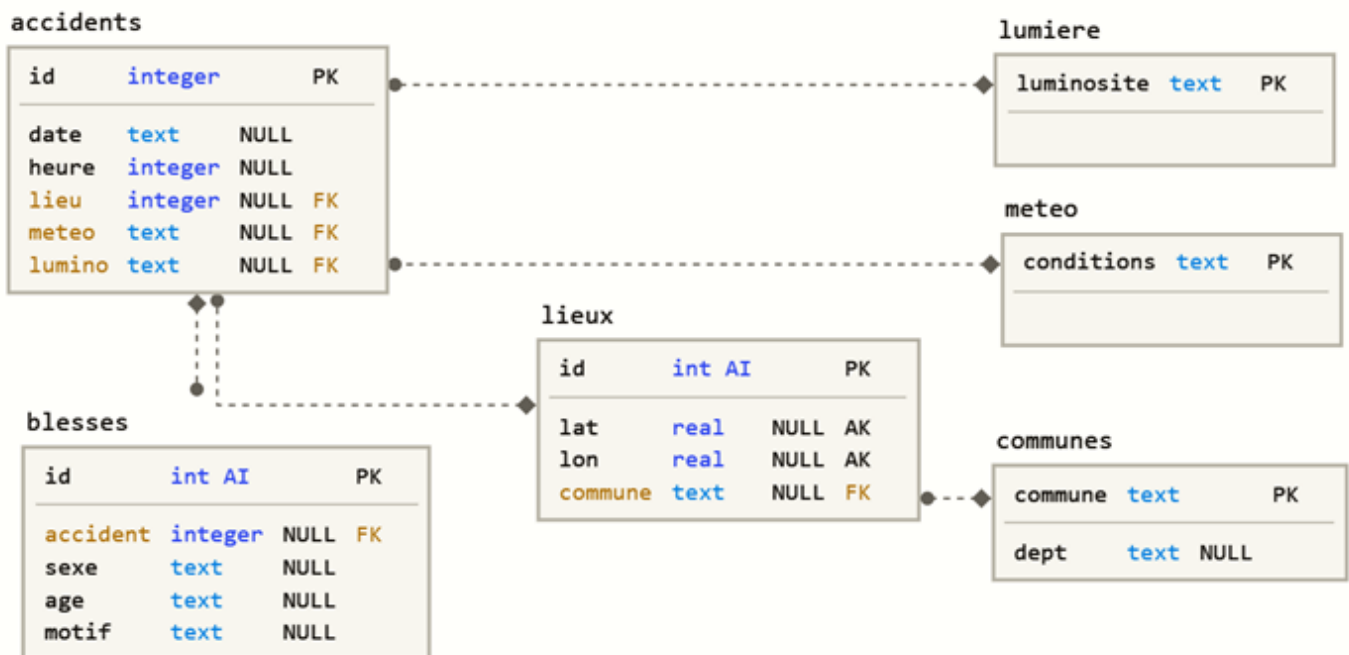 accidents
id integer PK
date text NULL
heure integer NULL
lieu integer NULL FK
meteo text NULL FK
lumino text NULL FK
lumiere
luminosite text PK
meteo
conditions text PK
lieux
id int AI PK
lat real NULL AK
lon real NULL AK
commune text NULL FK
blesses
id int AI PK
accident integer NULL FK
sexe text NULL
age text NULL
motif text NULL
communes
commune text PK
dept text NULL